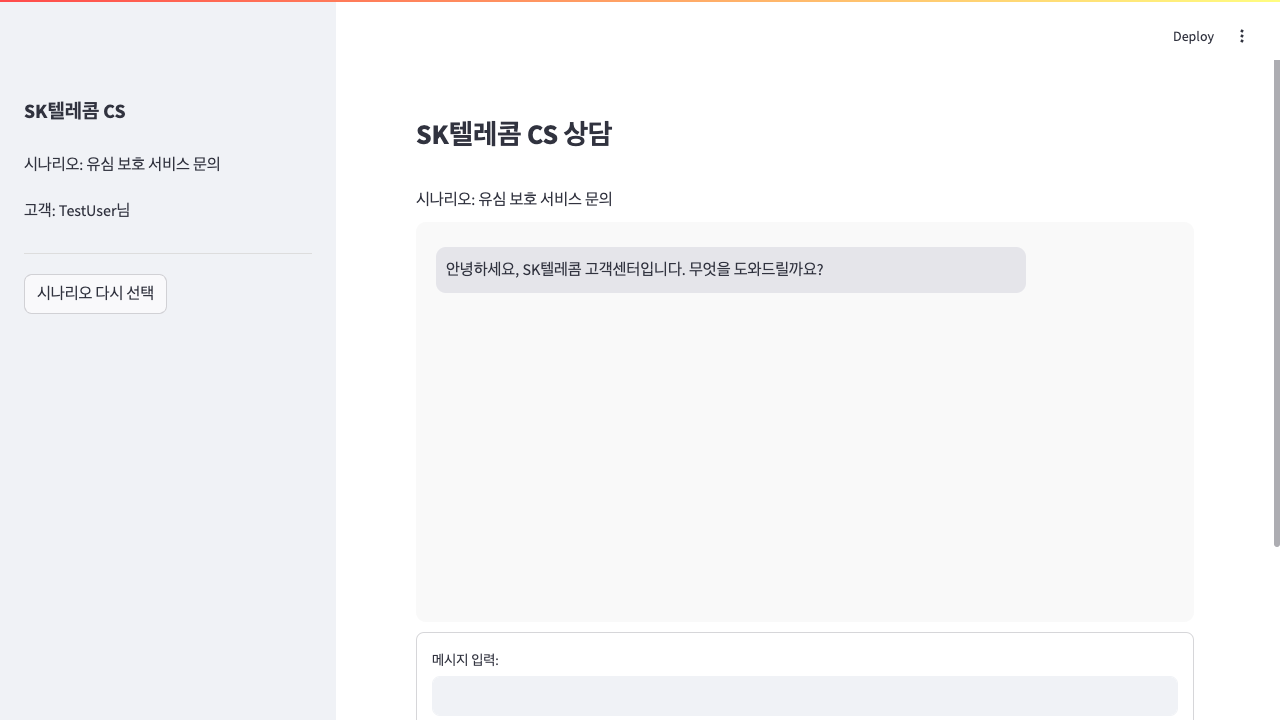 Deploy
SK텔레콤 CS
시나리오: 유심 보호 서비스 문의
고객: TestUser님
시나리오 다시 선택
SK텔레콤 CS 상담
시나리오: 유심 보호 서비스 문의
안녕하세요, SK텔레콤 고객센터입니다. 무엇을 도와드릴까요?
메시지 입력: